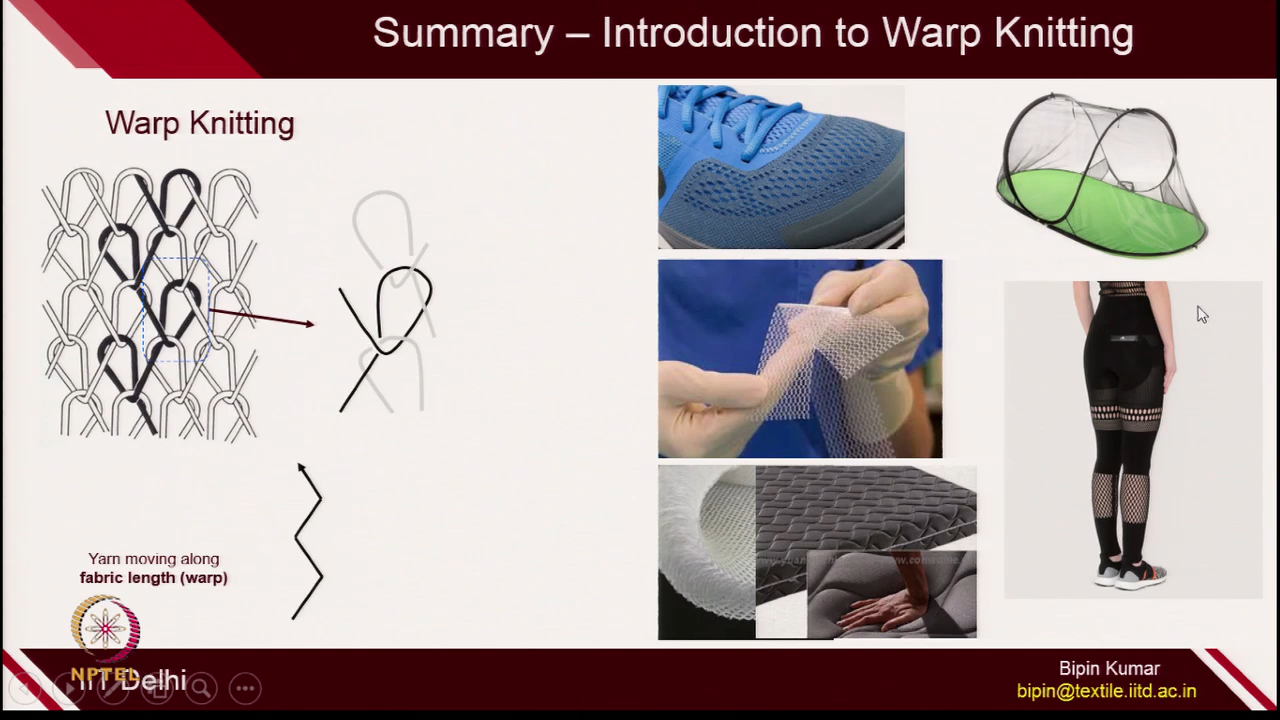 Summary – Introduction to Warp Knitting
Warp Knitting
Yarn moving along
fabric length (warp)
NPTEL
IIT Delhi
Bipin Kumar
bipin@textile.iitd.ac.in